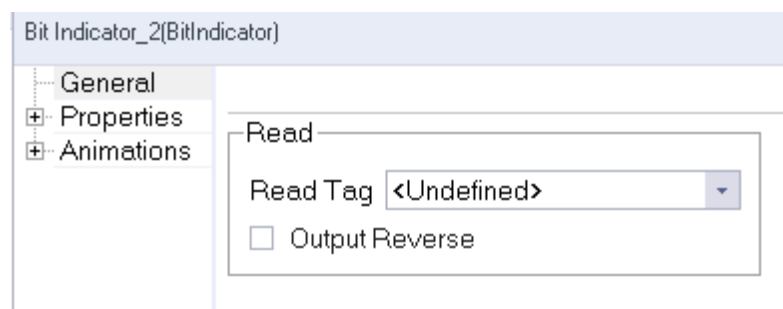 Bit Indicator_2(BitIndicator)
General
Properties
Animations
Read
Read Tag <Undefined>
Output Reverse